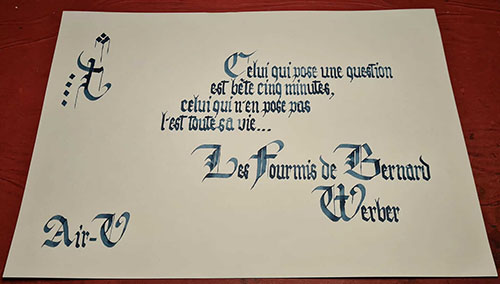 Celui qui pose une question
est bête cinq minutes,
celui qui n'en pose pas
l'est toute sa vie...
Les Fourmis de Bernard
Werber
Air-V